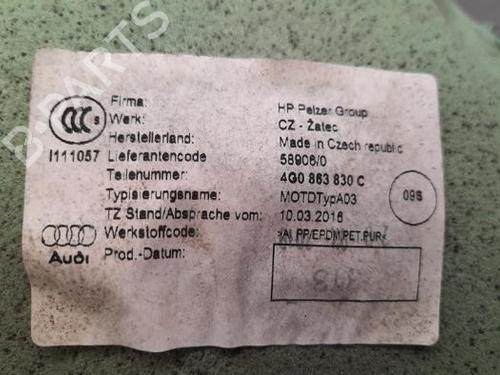 CCC S
I111057
Firma: HP Pelzer Group
Werk: CZ - Žatec
Herstellerland: Made in Czech republic
Lieferantencode 58906/0
Teilenummer: 4G0 863 830 C
Typisierungsname: MOTDTypA03
TZ Stand/Absprache vom: 10.03.2016
Werkstoffcode: >AI,PP/EPDM,PET,PUR<
Prod.-Datum:
09S
Audi
B-PARTS